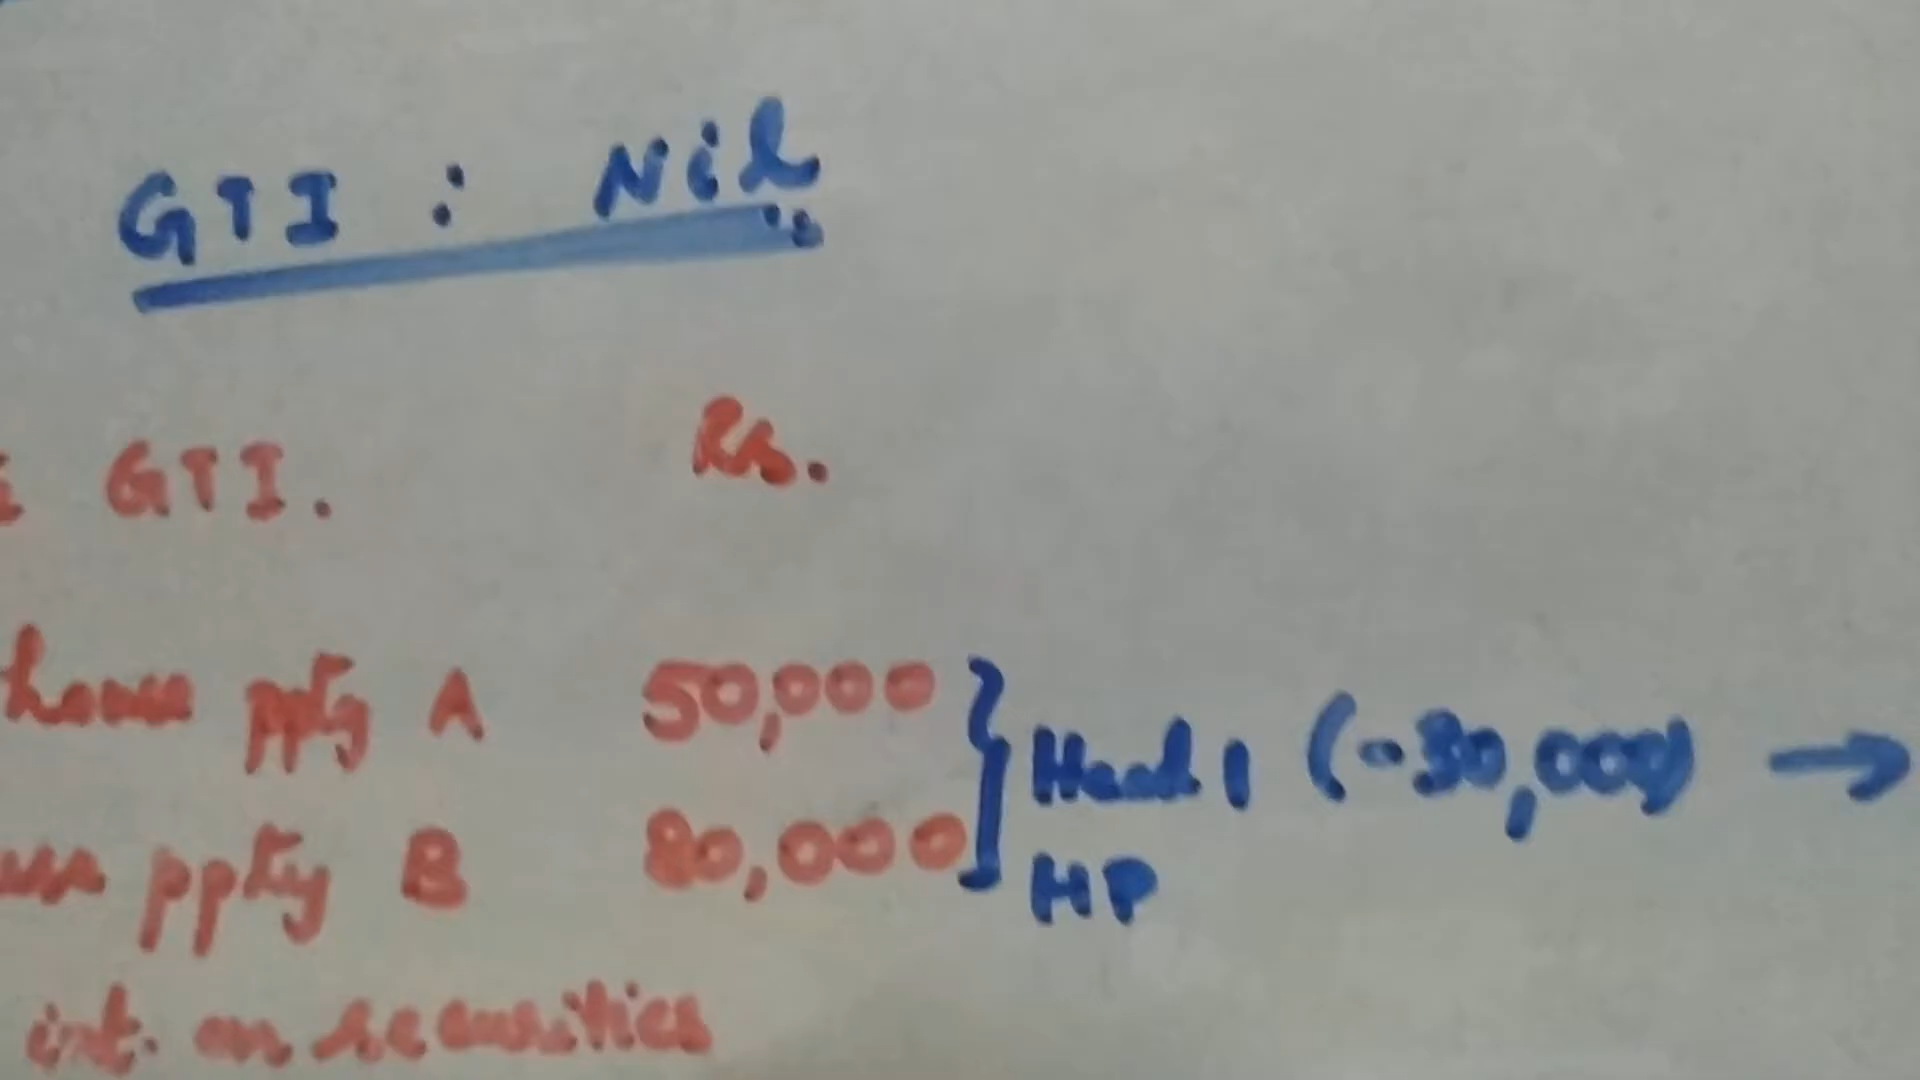 GTI : Nil
GTI. Rs.
house ppty A 50,000
Head 1 (-30,000) →
ppty B 80,000
HP
int. on securities